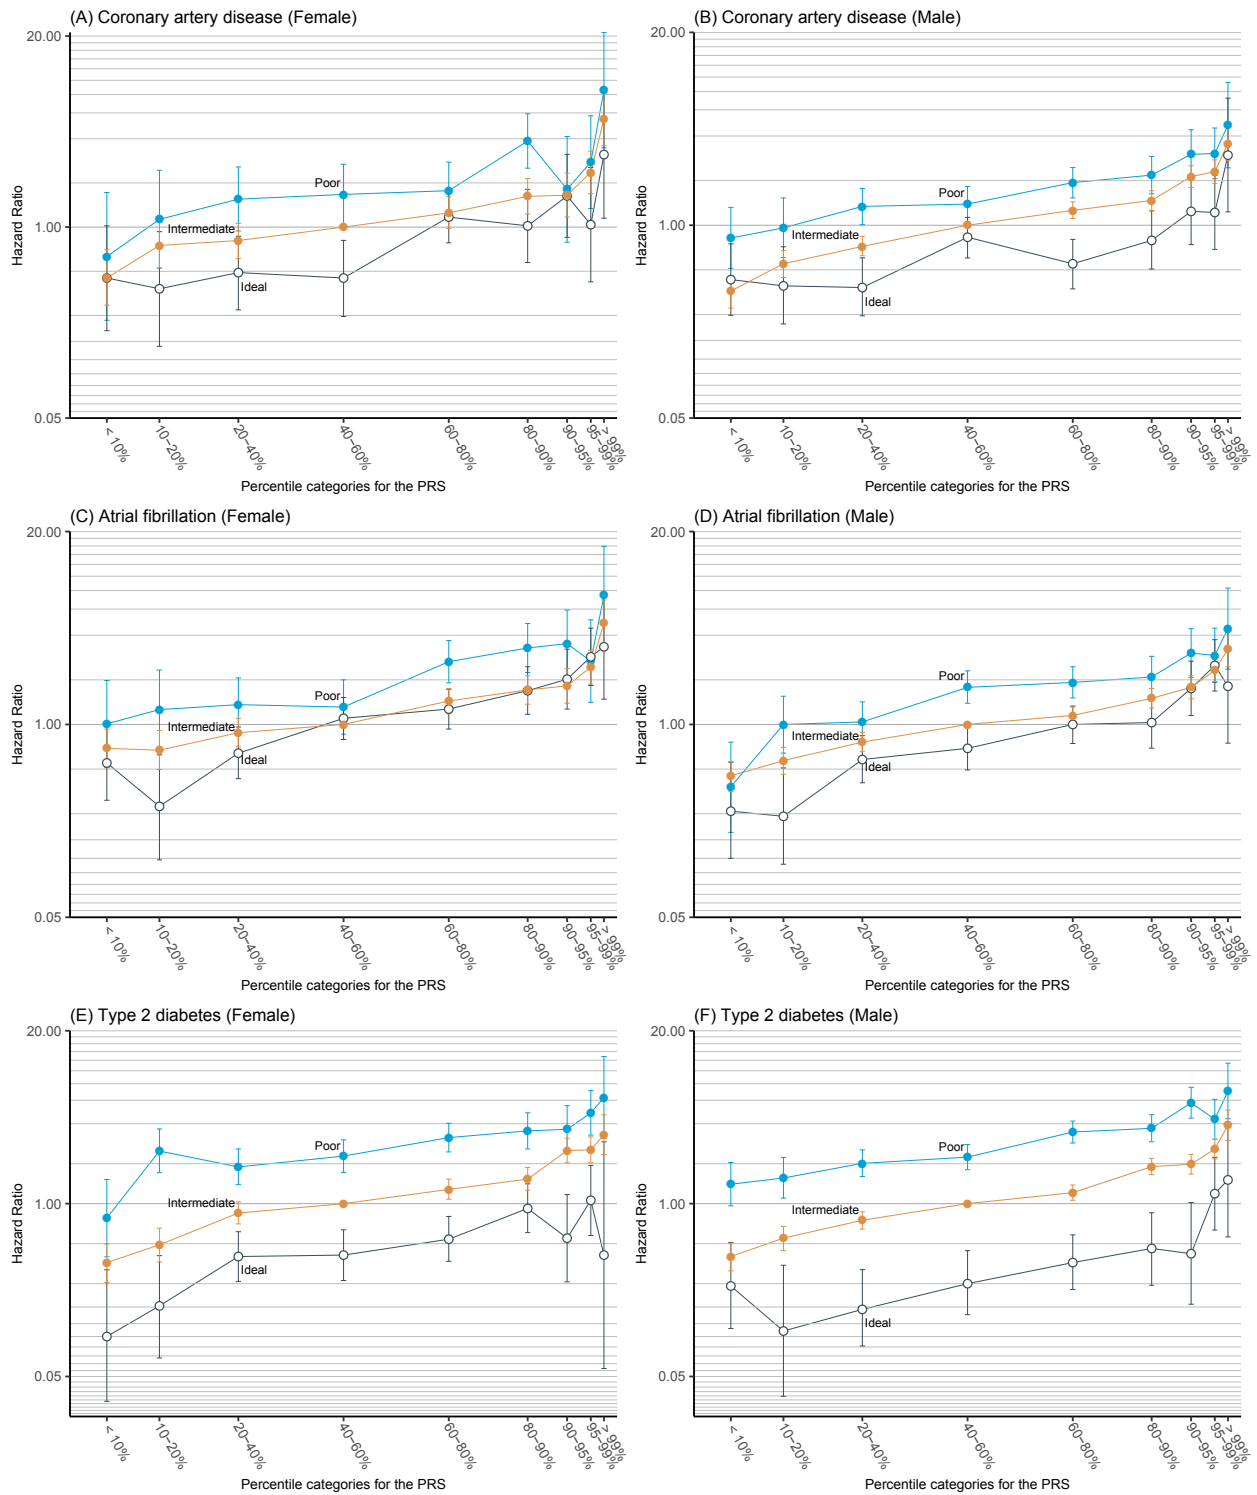 (A) Coronary artery disease (Female)
20.00
1.00
0.05
Hazard Ratio
Poor
Intermediate
Ideal
< 10%
10−20%
20−40%
40−60%
60−80%
80−90%
90−95%
95−99%
> 99%
Percentile categories for the PRS
(B) Coronary artery disease (Male)
20.00
1.00
0.05
Hazard Ratio
Poor
Intermediate
Ideal
< 10%
10−20%
20−40%
40−60%
60−80%
80−90%
90−95%
95−99%
> 99%
Percentile categories for the PRS
(C) Atrial fibrillation (Female)
20.00
1.00
0.05
Hazard Ratio
Poor
Intermediate
Ideal
< 10%
10−20%
20−40%
40−60%
60−80%
80−90%
90−95%
95−99%
> 99%
Percentile categories for the PRS
(D) Atrial fibrillation (Male)
20.00
1.00
0.05
Hazard Ratio
Poor
Intermediate
Ideal
< 10%
10−20%
20−40%
40−60%
60−80%
80−90%
90−95%
95−99%
> 99%
Percentile categories for the PRS
(E) Type 2 diabetes (Female)
20.00
1.00
0.05
Hazard Ratio
Poor
Intermediate
Ideal
< 10%
10−20%
20−40%
40−60%
60−80%
80−90%
90−95%
95−99%
> 99%
Percentile categories for the PRS
(F) Type 2 diabetes (Male)
20.00
1.00
0.05
Hazard Ratio
Poor
Intermediate
Ideal
< 10%
10−20%
20−40%
40−60%
60−80%
80−90%
90−95%
95−99%
> 99%
Percentile categories for the PRS